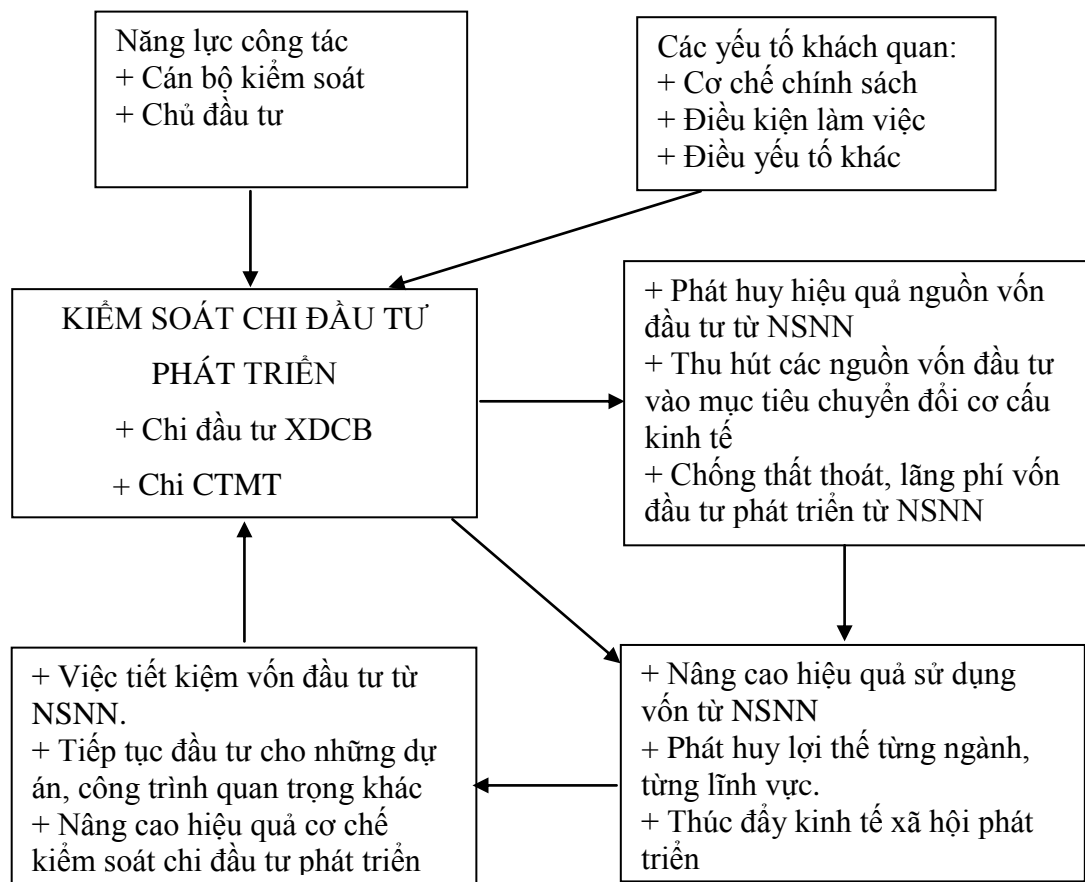 Năng lực công tác
+ Cán bộ kiểm soát
+ Chủ đầu tư
Các yếu tố khách quan:
+ Cơ chế chính sách
+ Điều kiện làm việc
+ Điều yếu tố khác
KIỂM SOÁT CHI ĐẦU TƯ
PHÁT TRIỂN
+ Chi đầu tư XDCB
+ Chi CTMT
+ Phát huy hiệu quả nguồn vốn
đầu tư từ NSNN
+ Thu hút các nguồn vốn đầu tư
vào mục tiêu chuyển đổi cơ cấu
kinh tế
+ Chống thất thoát, lãng phí vốn
đầu tư phát triển từ NSNN
+ Việc tiết kiệm vốn đầu tư từ
NSNN.
+ Tiếp tục đầu tư cho những dự
án, công trình quan trọng khác
+ Nâng cao hiệu quả cơ chế
kiểm soát chi đầu tư phát triển
+ Nâng cao hiệu quả sử dụng
vốn từ NSNN
+ Phát huy lợi thế từng ngành,
từng lĩnh vực.
+ Thúc đẩy kinh tế xã hội phát
triển